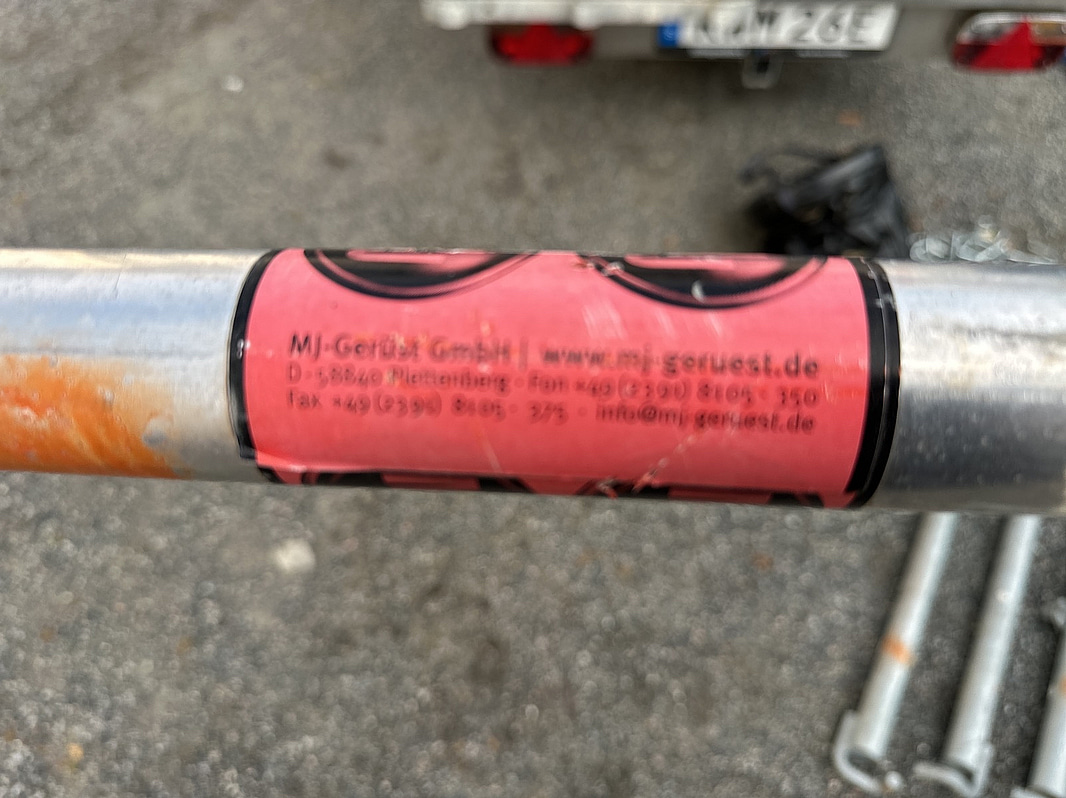 MJ-Gerüst GmbH | www.mj-geruest.de
D - 58840 Plettenberg - Fon +49 (2391) 8105 - 350
Fax +49 (2391) 8105 - 375 - info@mj-geruest.de
26E